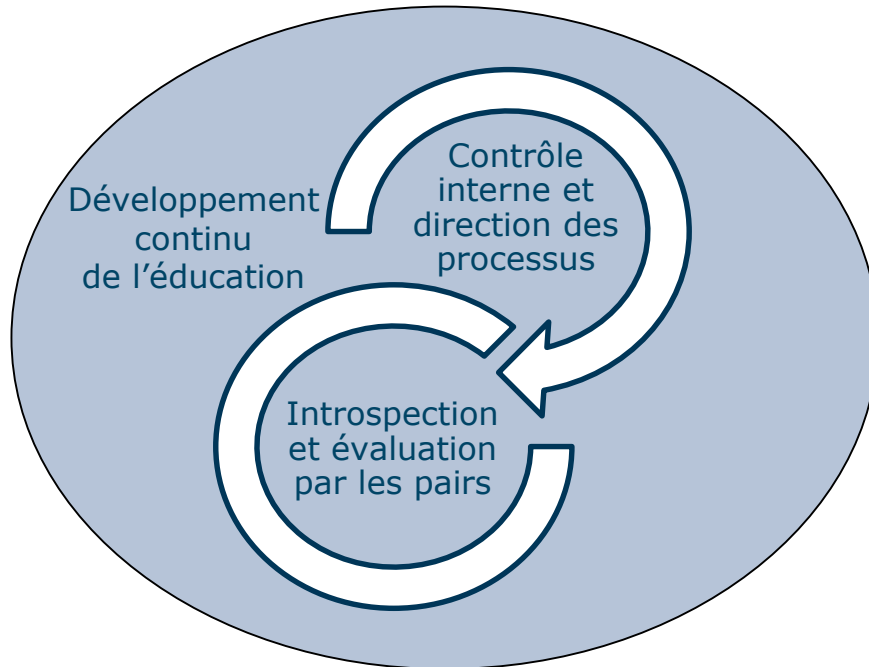 Développement
continu
de l’éducation
Contrôle
interne et
direction des
processus
Introspection
et évaluation
par les pairs